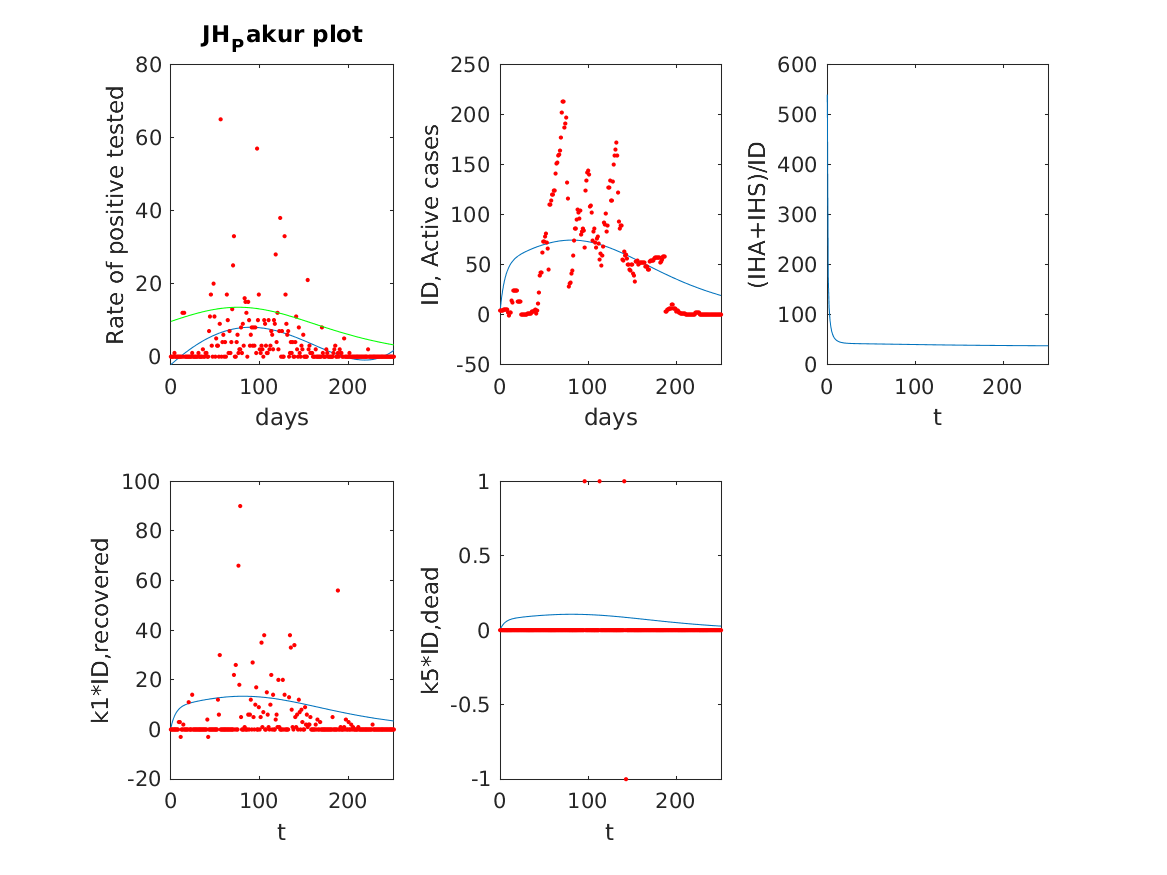 JH_Pakur plot
80
60
40
20
0
0 100 200
days
Rate of positive tested
250
200
150
100
50
0
-50
0 100 200
days
ID, Active cases
600
500
400
300
200
100
0
0 100 200
t
(IHA+IHS)/ID
100
80
60
40
20
0
-20
0 100 200
t
k1*ID,recovered
1
0.5
0
-0.5
-1
0 100 200
t
k5*ID,dead